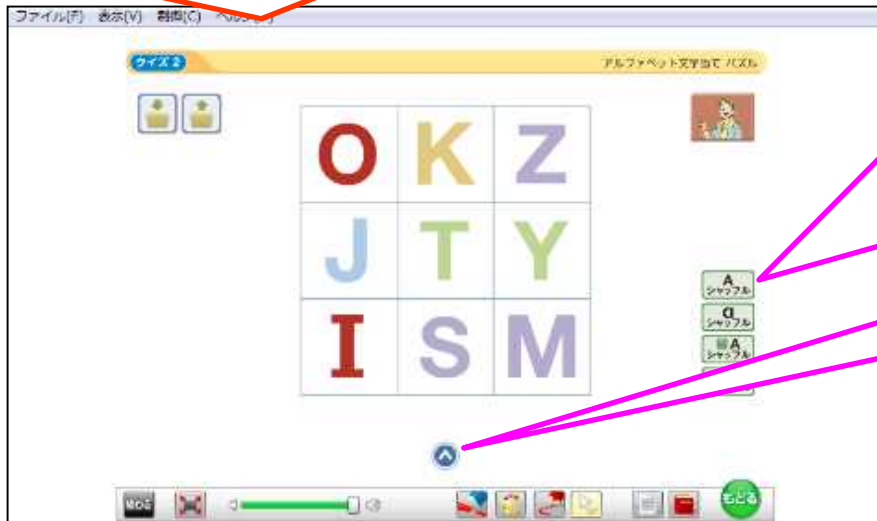 ファイル(F) 表示(V) 制御(C)
クイズ2 アルファベット文字当て パズル
O K Z
J T Y
I S M
A
シャッフル
a
シャッフル
A
シャッフル
もどる